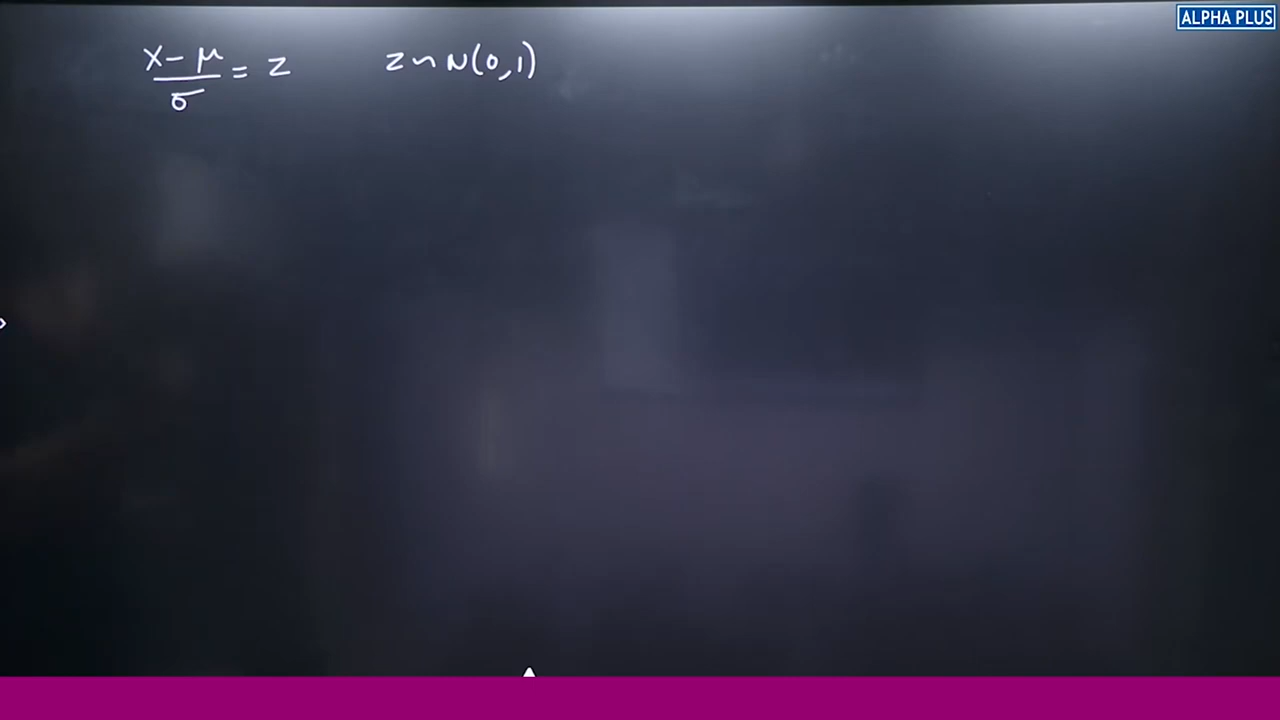 ALPHA PLUS
x - μ / σ = z    z ~ N(0,1)